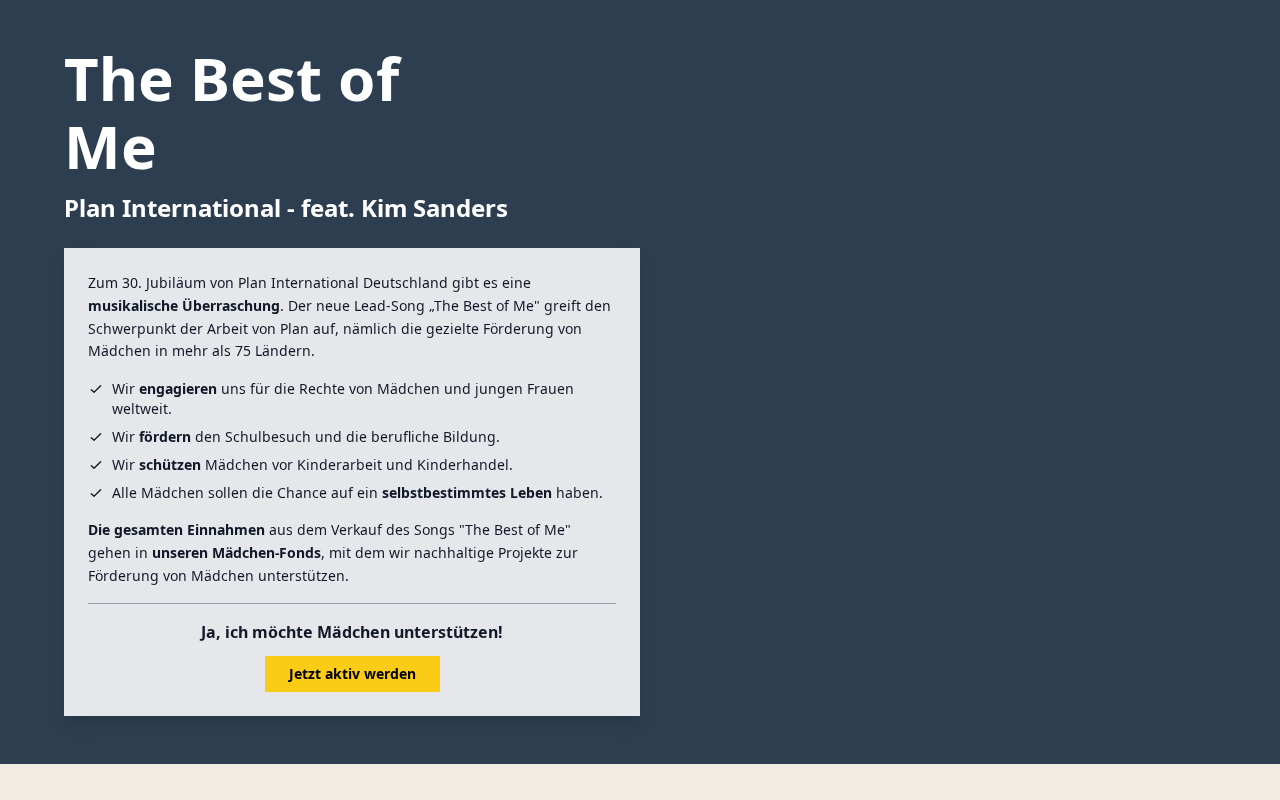 The Best of
Me
Plan International - feat. Kim Sanders
Zum 30. Jubiläum von Plan International Deutschland gibt es eine
musikalische Überraschung. Der neue Lead-Song „The Best of Me" greift den
Schwerpunkt der Arbeit von Plan auf, nämlich die gezielte Förderung von
Mädchen in mehr als 75 Ländern.
Wir engagieren uns für die Rechte von Mädchen und jungen Frauen
weltweit.
Wir fördern den Schulbesuch und die berufliche Bildung.
Wir schützen Mädchen vor Kinderarbeit und Kinderhandel.
Alle Mädchen sollen die Chance auf ein selbstbestimmtes Leben haben.
Die gesamten Einnahmen aus dem Verkauf des Songs "The Best of Me"
gehen in unseren Mädchen-Fonds, mit dem wir nachhaltige Projekte zur
Förderung von Mädchen unterstützen.
Ja, ich möchte Mädchen unterstützen!
Jetzt aktiv werden